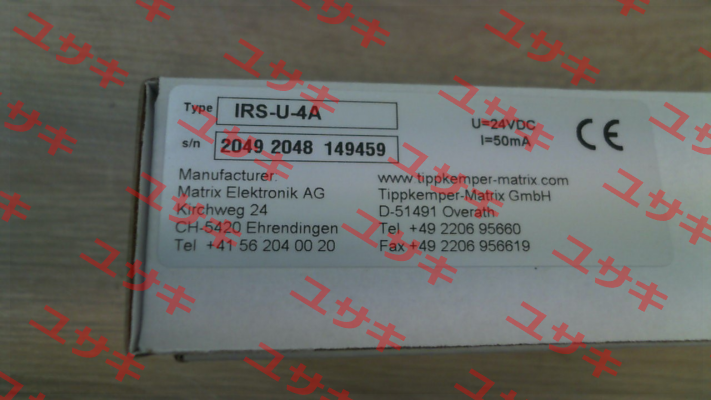 Type IRS-U-4A
s/n 2049 2048 149459
U=24VDC
I=50mA
CE
Manufacturer:
Matrix Elektronik AG
Kirchweg 24
CH-5420 Ehrendingen
Tel +41 56 204 00 20
www.tippkemper-matrix.com
Tippkemper-Matrix GmbH
D-51491 Overath
Tel. +49 2206 95660
Fax +49 2206 956619
ユサキ